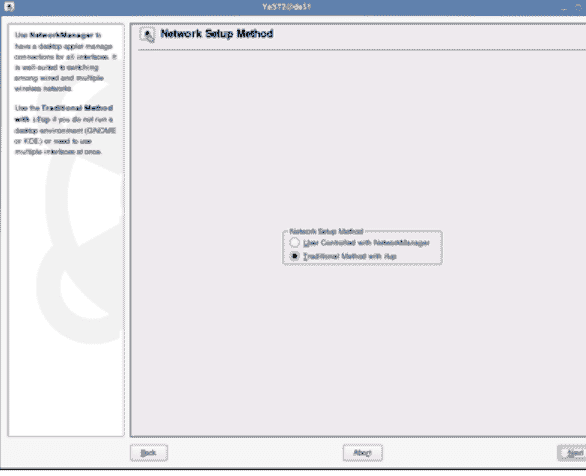 YaST2@de51
Use NetworkManager to
have a desktop applet manage
connections for all interfaces. It
is well-suited to switching
among wired and multiple
wireless networks.
Use the Traditional Method
with ifup if you do not run a
desktop environment (GNOME
or KDE) or need to use
multiple interfaces at once.
Network Setup Method
Network Setup Method
User Controlled with NetworkManager
Traditional Method with ifup
Back
Abort
Next